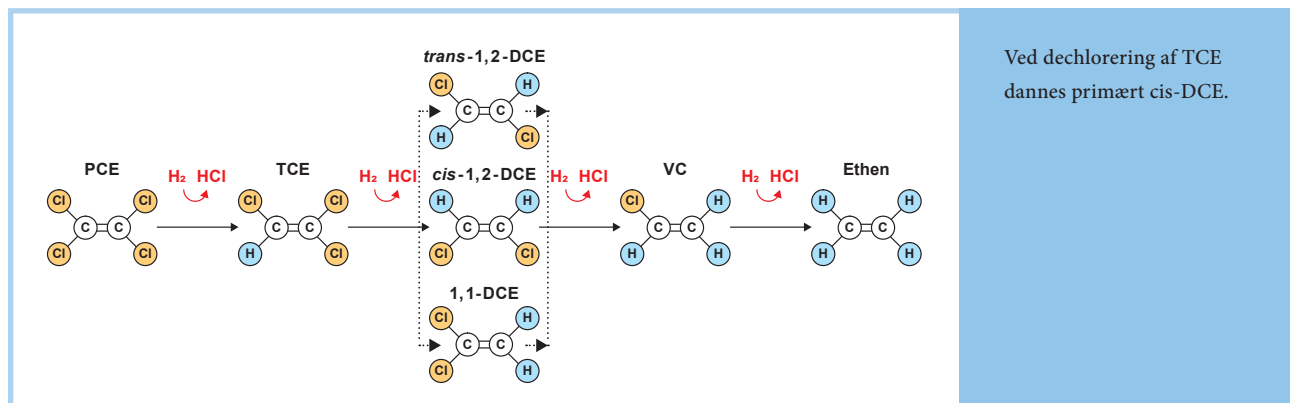 trans-1,2-DCE
Cl H
C C
H Cl
PCE H₂ HCl TCE H₂ HCl cis-1,2-DCE H₂ HCl VC H₂ HCl Ethen
Cl Cl Cl Cl H H Cl H H H
C C C C C C C C C C
Cl Cl H Cl Cl Cl H H H H
1,1-DCE
Cl H
C C
Cl H
Ved dechlorering af TCE
dannes primært cis-DCE.